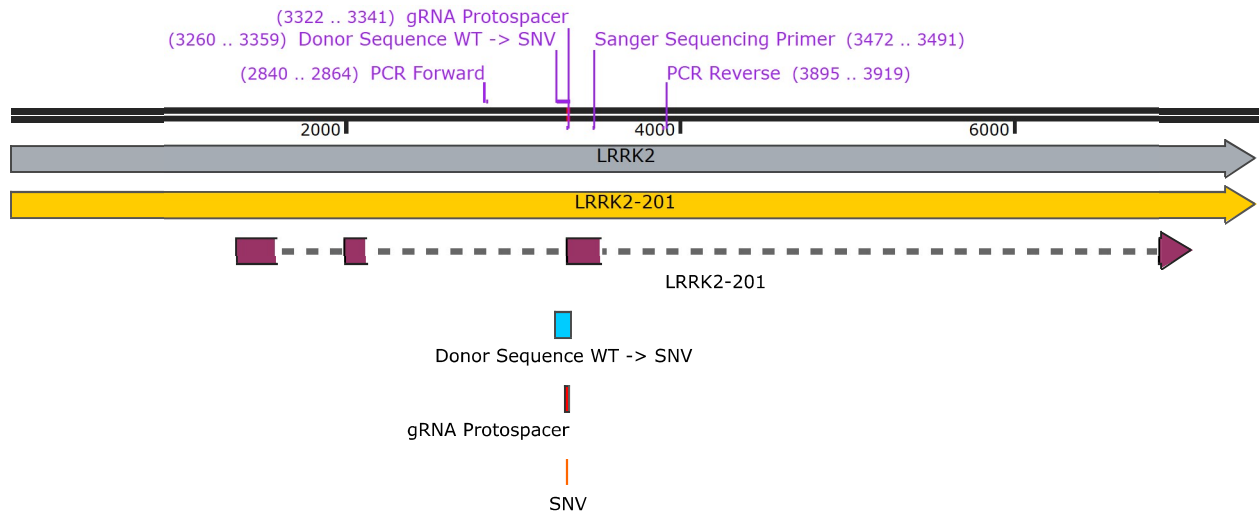 (3322 .. 3341) gRNA Protospacer
(3260 .. 3359) Donor Sequence WT -> SNV
Sanger Sequencing Primer (3472 .. 3491)
(2840 .. 2864) PCR Forward
PCR Reverse (3895 .. 3919)
2000
4000
6000
LRRK2
LRRK2-201
LRRK2-201
Donor Sequence WT -> SNV
gRNA Protospacer
SNV